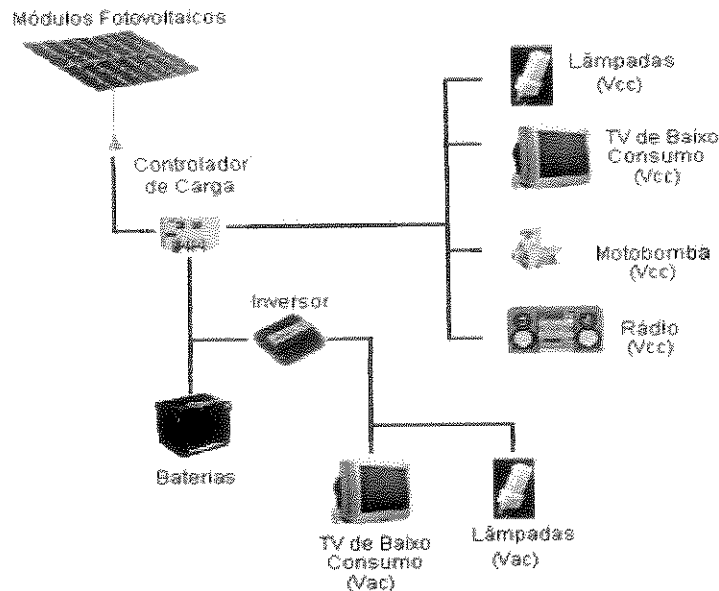 Módulos Fotovoltaicos
Lâmpadas
(Vcc)
TV de Baixo
Consumo
(Vcc)
Controlador
de Carga
Motobomba
(Vcc)
Inversor
Rádio
(Vcc)
Baterias
TV de Baixo
Consumo
(Vac)
Lâmpadas
(Vac)